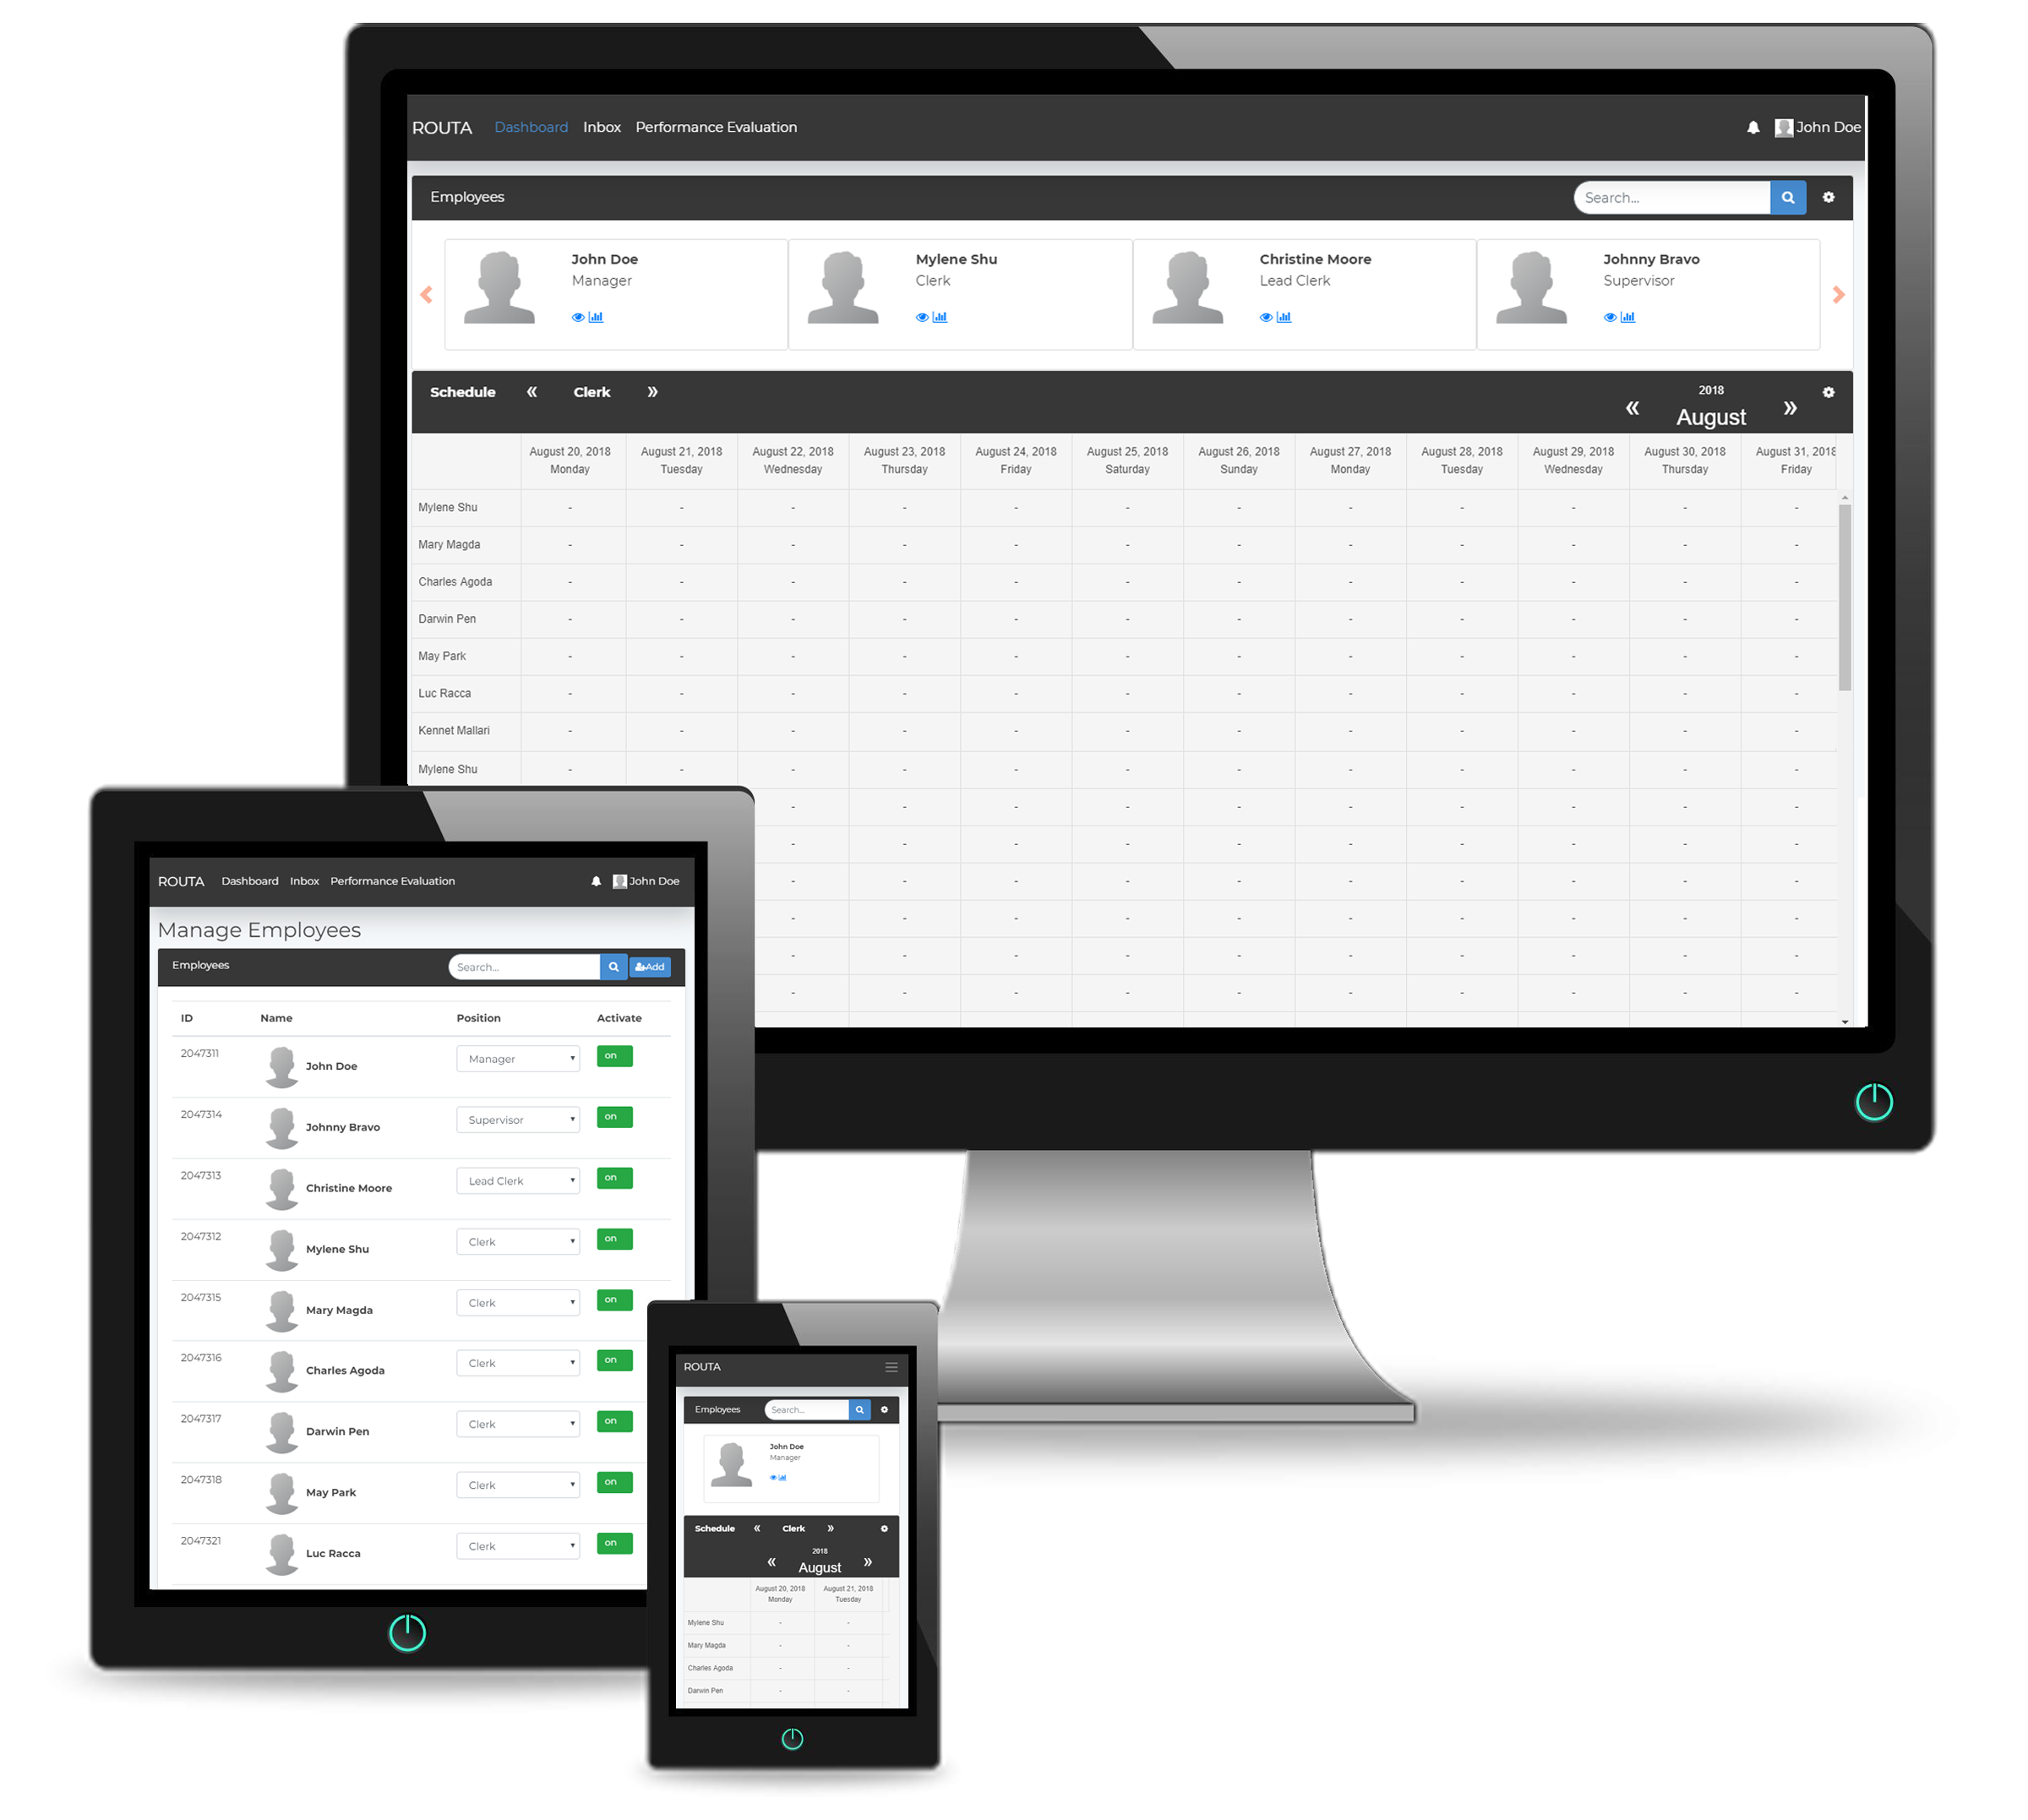 ROUTA Dashboard Inbox Performance Evaluation John Doe
Employees Search...
John Doe Mylene Shu Christine Moore Johnny Bravo
Manager Clerk Lead Clerk Supervisor
Schedule « Clerk » 2018
« August »
August 20, 2018 August 21, 2018 August 22, 2018 August 23, 2018 August 24, 2018 August 25, 2018 August 26, 2018 August 27, 2018 August 28, 2018 August 29, 2018 August 30, 2018 August 31, 2018
Monday Tuesday Wednesday Thursday Friday Saturday Sunday Monday Tuesday Wednesday Thursday Friday
Mylene Shu - - - - - - - - - - - -
Mary Magda - - - - - - - - - - - -
Charles Agoda - - - - - - - - - - - -
Darwin Pen - - - - - - - - - - - -
May Park - - - - - - - - - - - -
Luc Racca - - - - - - - - - - - -
Kennet Mallari - - - - - - - - - - - -
Mylene Shu - - - - - - - - - - - -
- - - - - - - - - -
- - - - - - - - - -
- - - - - - - - - -
- - - - - - - - - -
- - - - - - - - - -
- - - - - - - - - -
ROUTA Dashboard Inbox Performance Evaluation John Doe
Manage Employees
Employees Search... Add
ID Name Position Activate
2047311 John Doe Manager on
2047314 Johnny Bravo Supervisor on
2047313 Christine Moore Lead Clerk on
2047312 Mylene Shu Clerk on
2047315 Mary Magda Clerk on
2047316 Charles Agoda Clerk on
2047317 Darwin Pen Clerk on
2047318 May Park Clerk on
2047321 Luc Racca Clerk on
ROUTA
Employees Search...
John Doe
Manager
Schedule « Clerk »
2018
« August »
August 20, 2018 August 21, 2018
Monday Tuesday
Mylene Shu - -
Mary Magda - -
Charles Agoda - -
Darwin Pen - -